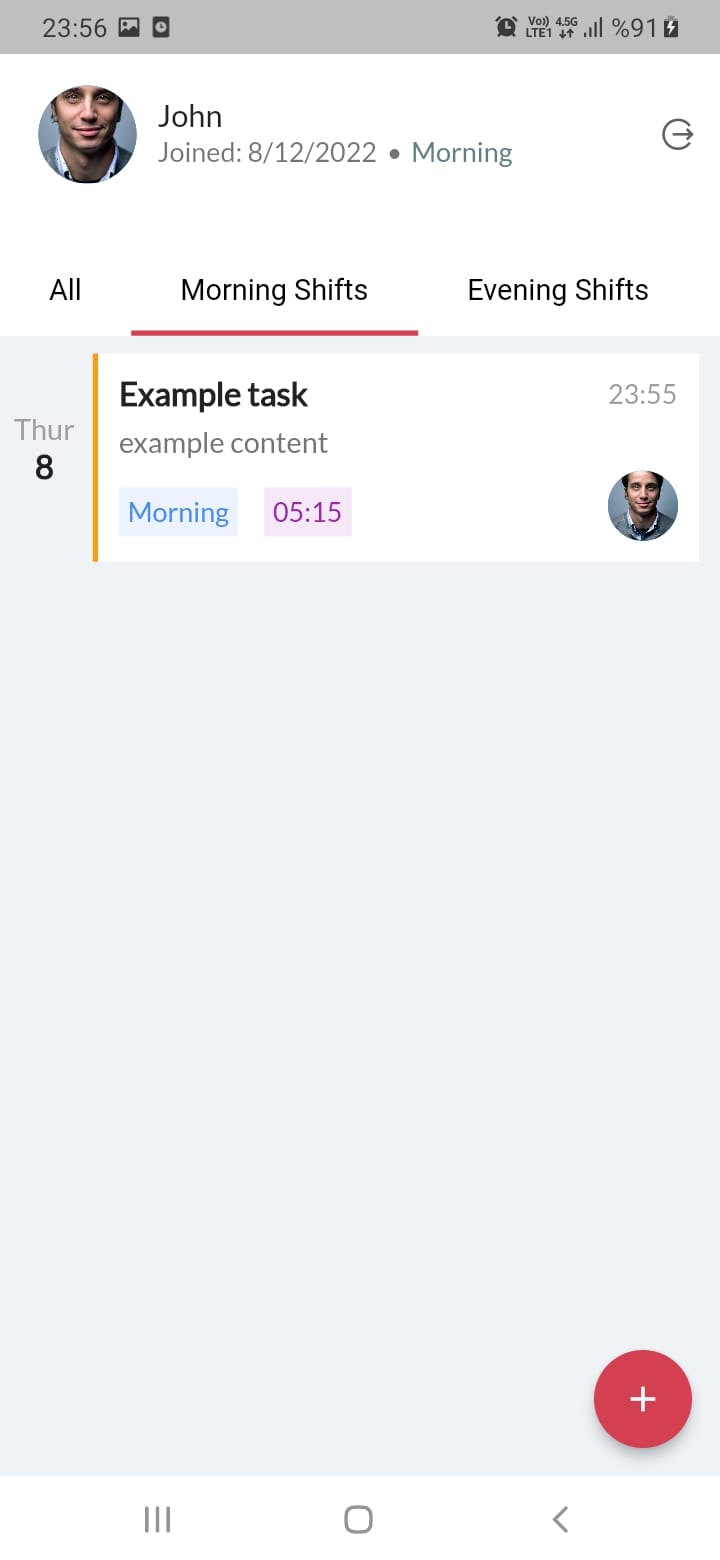 23:56 Vo)) LTE1 4.5G %91
John
Joined: 8/12/2022 • Morning
All Morning Shifts Evening Shifts
Example task 23:55
Thur
example content
8
Morning 05:15